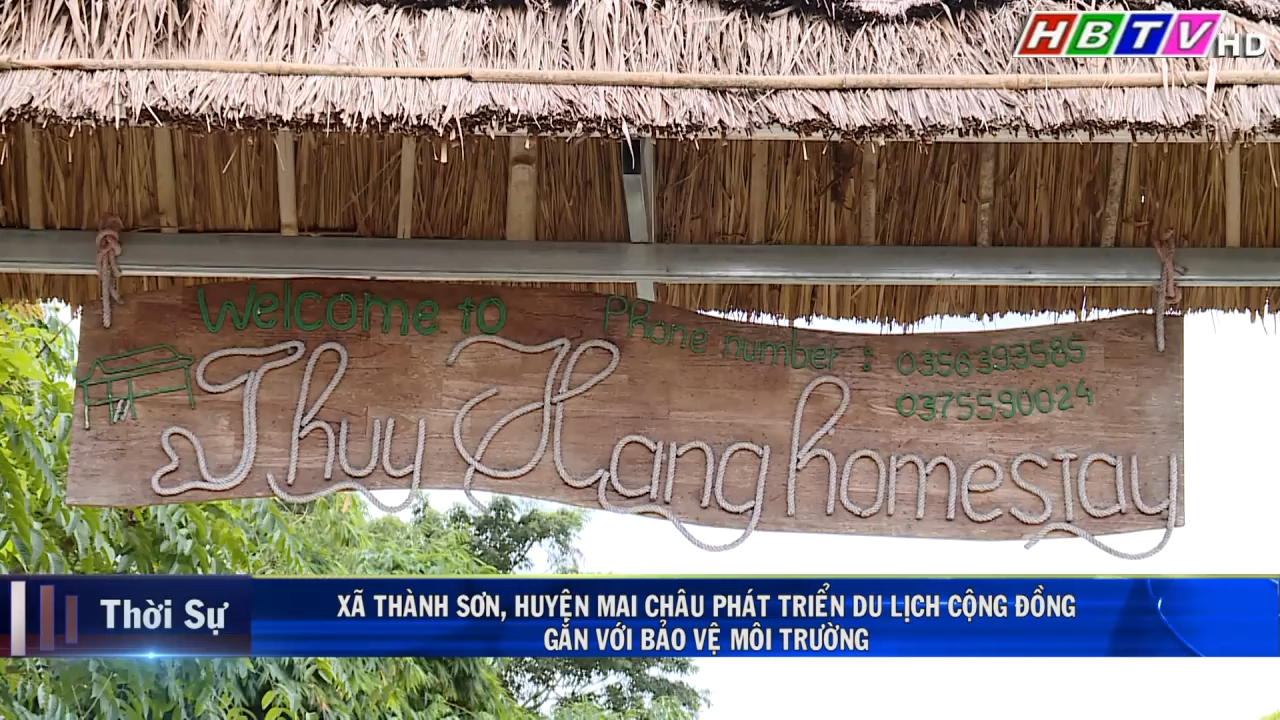 HBTV HD
Welcome to
Phone number : 0356393585
0375590024
Thuy Hang homestay
Thời Sự
XÃ THÀNH SƠN, HUYỆN MAI CHÂU PHÁT TRIỂN DU LỊCH CỘNG ĐỒNG
GẮN VỚI BẢO VỆ MÔI TRƯỜNG